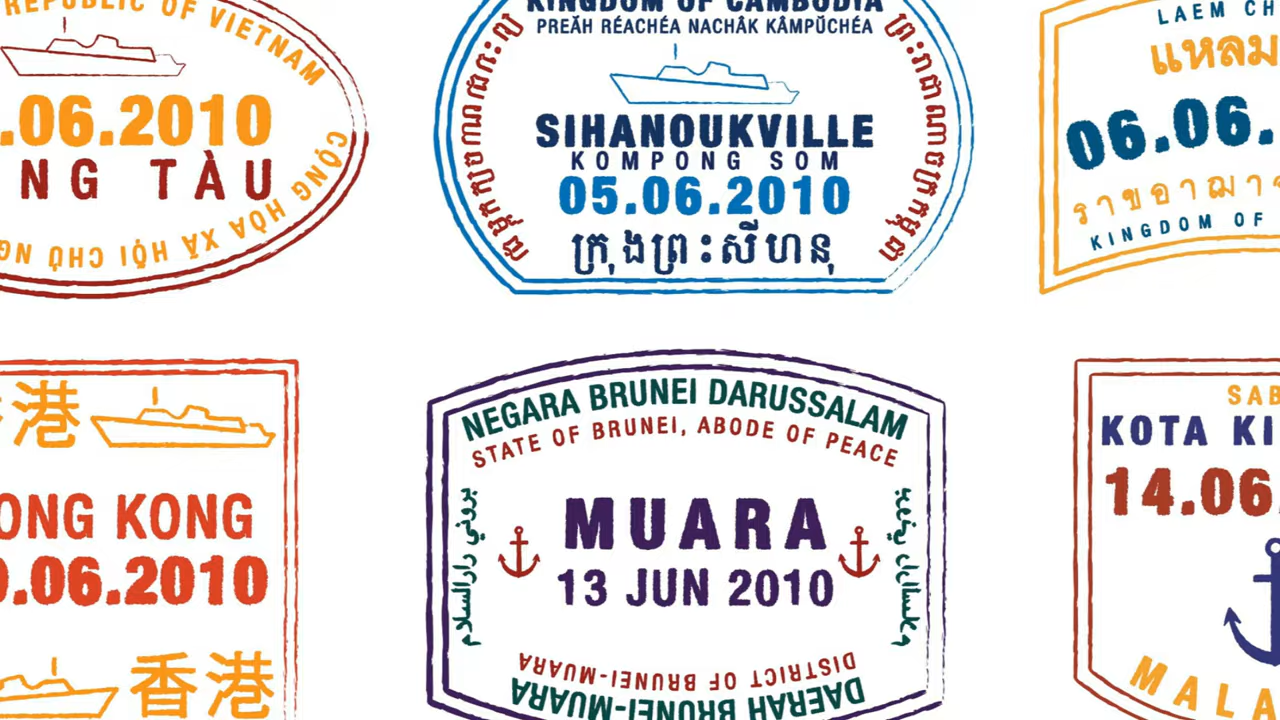 REPUBLIC OF VIETNAM
.06.2010
NG TÀU
CỘNG HÒA XÃ HỘI CHỦ NG
KINGDOM OF CAMBODIA
PREĂH RÉACHÉA NACHÂK KÂMPŬCHÉA
SIHANOUKVILLE
KOMPONG SOM
05.06.2010
ក្រុងព្រះសីហនុ
LAEM CH
แหลม
06.06.
ราชอาณาจ
KINGDOM OF
香港
ONG KONG
0.06.2010
香港
NEGARA BRUNEI DARUSSALAM
STATE OF BRUNEI, ABODE OF PEACE
MUARA
13 JUN 2010
DISTRICT OF BRUNEI-MUARA
DAERAH BRUNEI-MUARA
SAB
KOTA KI
14.06.
MALA